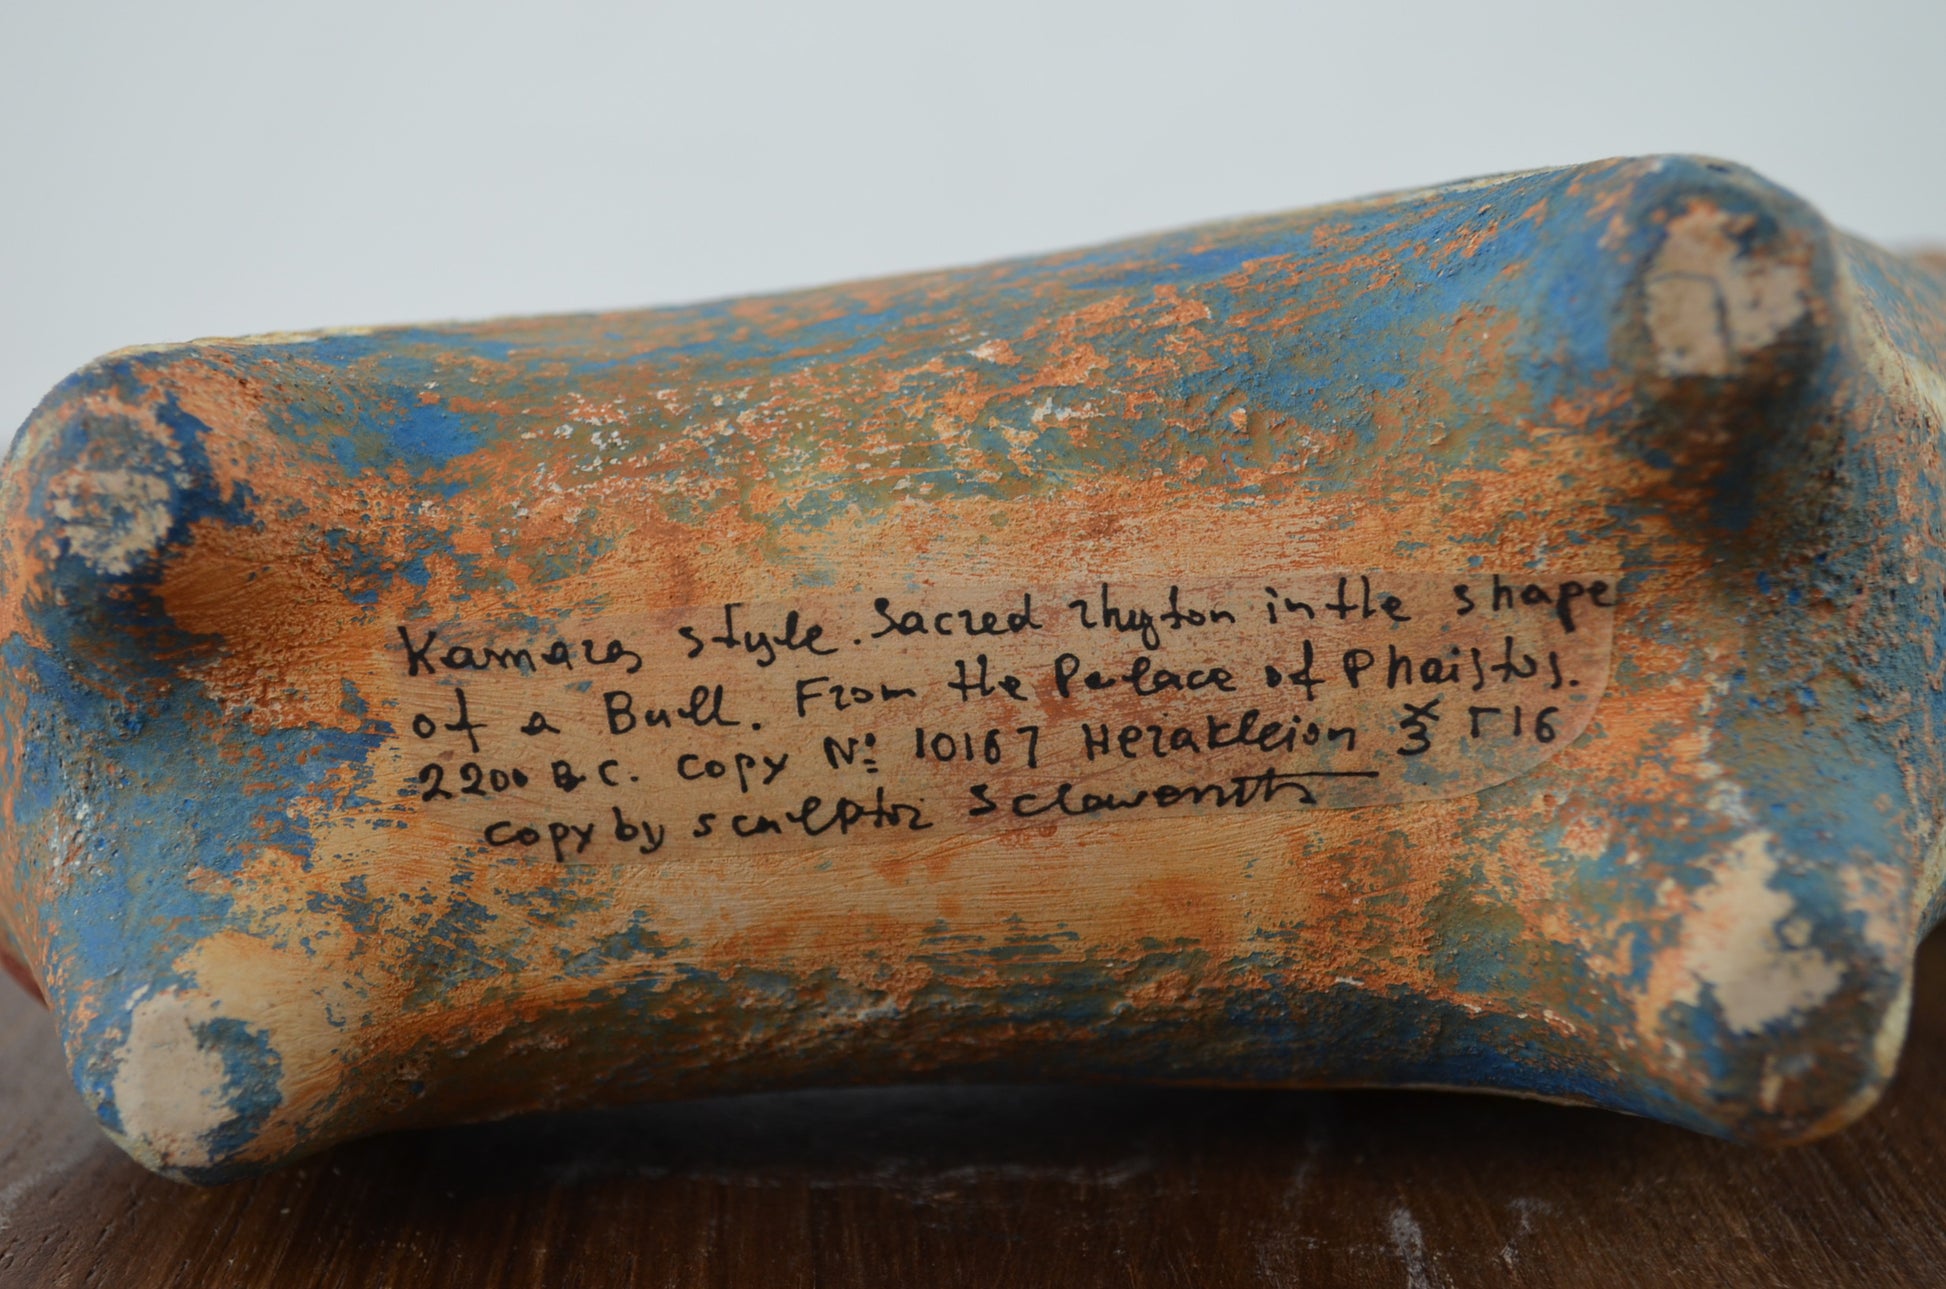 Kamares style. Sacred rhyton in the shape
of a Bull. From the Palace of Phaistos.
2200 B.C. Copy No: 10167 Herakleion Γ16
copy by sculptor